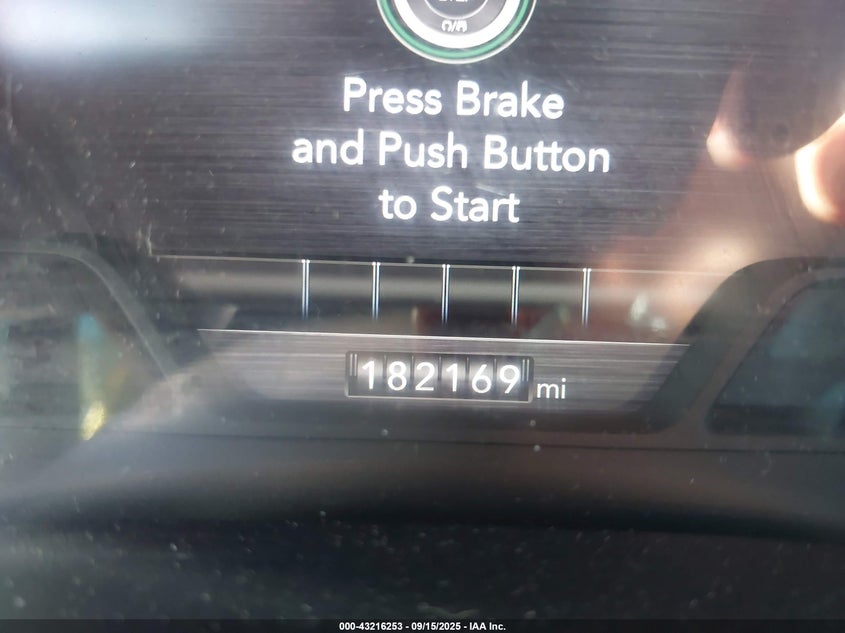 Press Brake
and Push Button
to Start
182169 mi
000-43216253 - 09/15/2025 - IAA Inc.